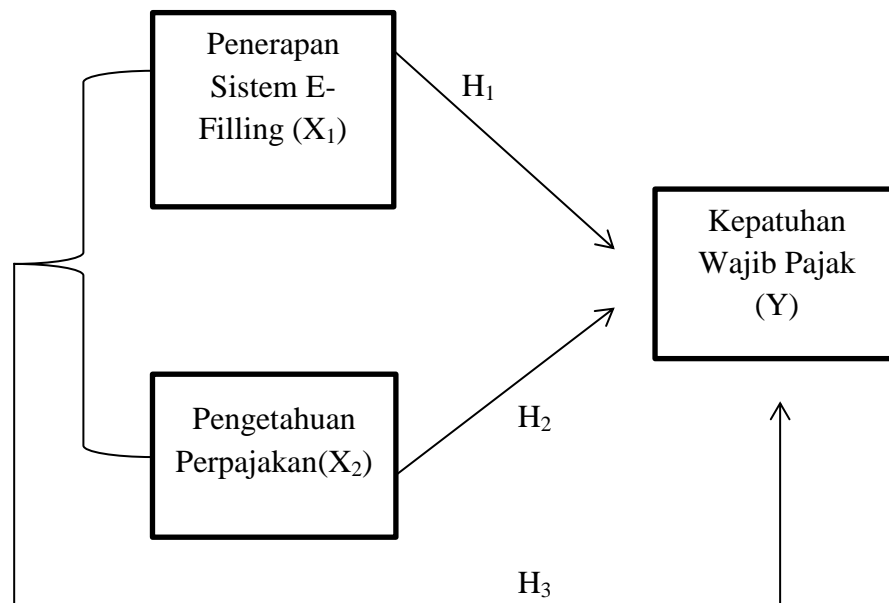 Penerapan
Sistem E-
Filling (X₁)
H₁
Kepatuhan
Wajib Pajak
(Y)
Pengetahuan
Perpajakan(X₂)
H₂
H₃